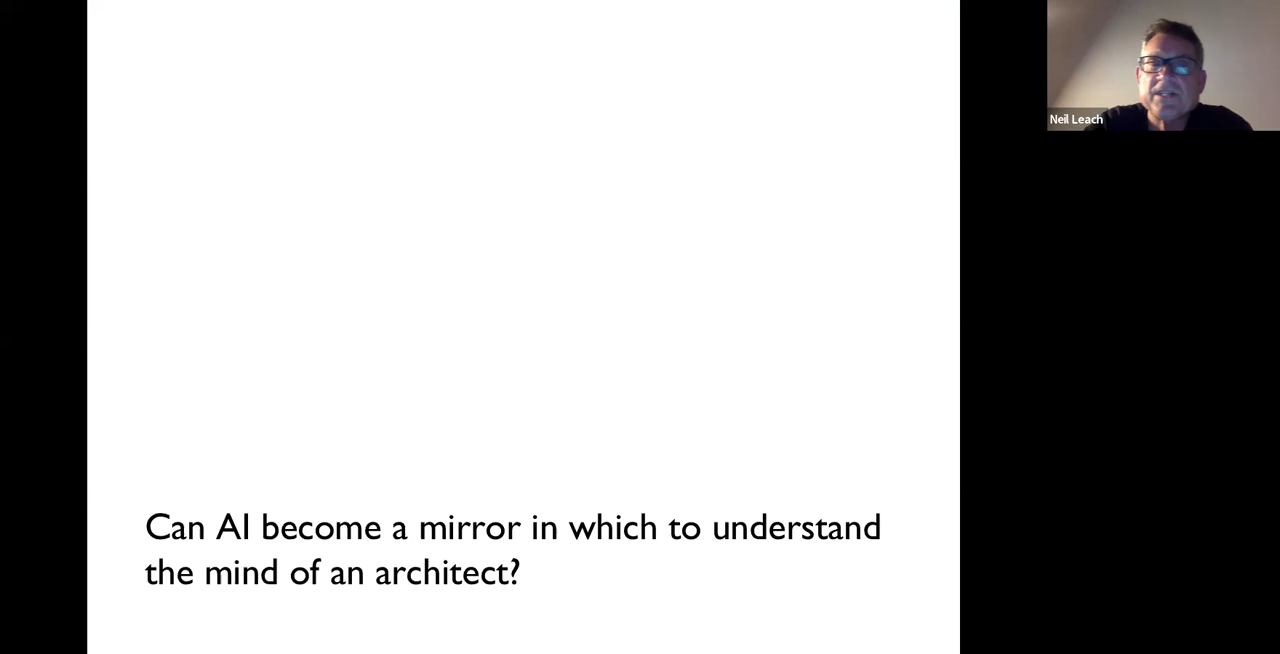 Neil Leach
Can AI become a mirror in which to understand
the mind of an architect?